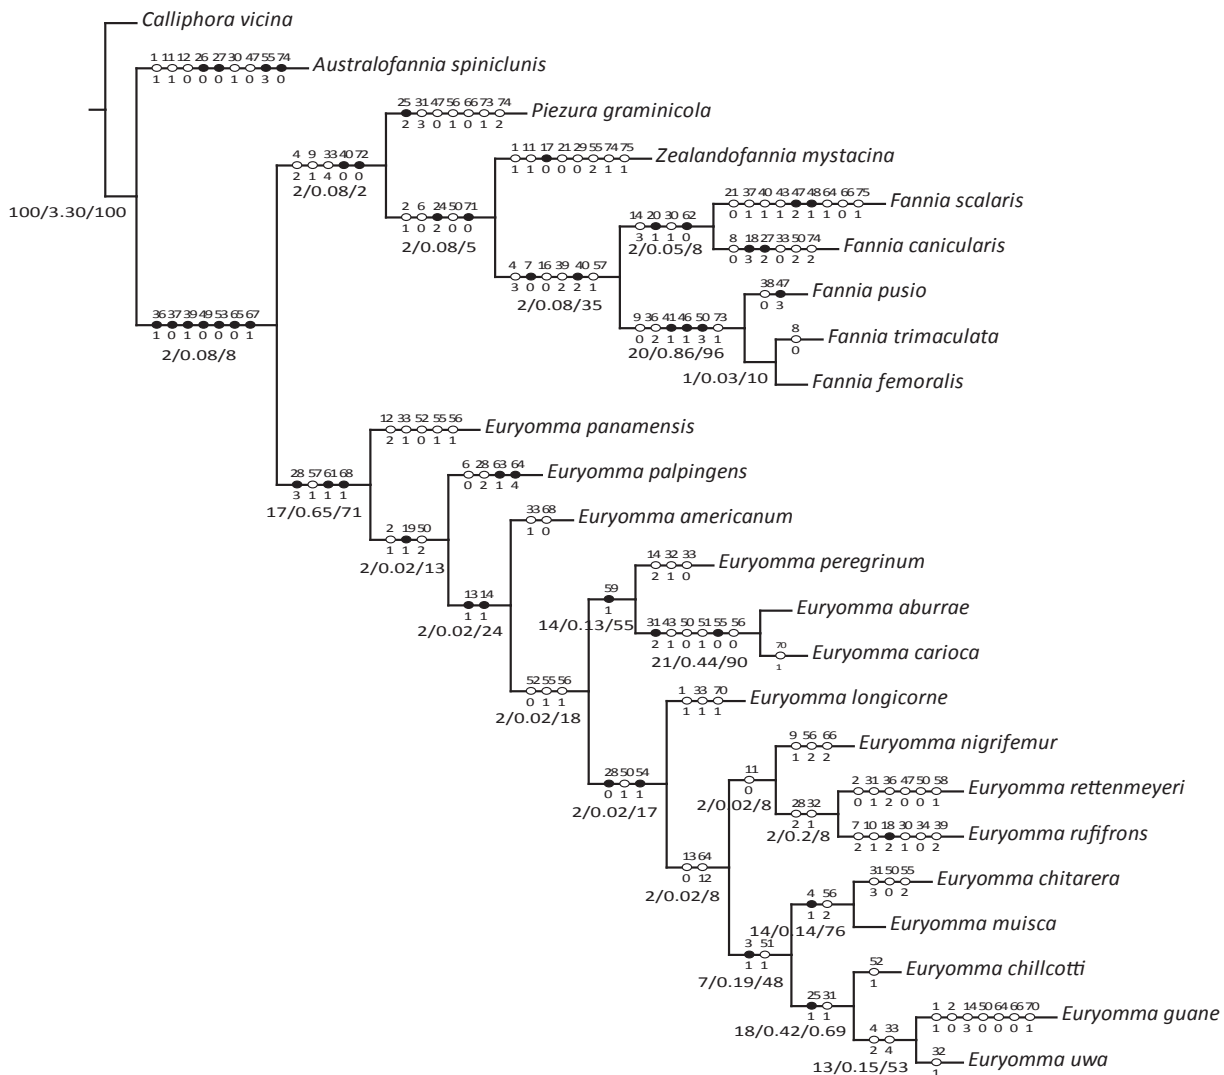 Calliphora vicina
1 11 12 26 27 30 47 55 74
Australofannia spiniclunis
1 1 0 0 0 1 0 3 0
25 31 47 56 66 73 74
Piezura graminicola
2 3 0 1 0 1 2
4 9 33 40 72
2 1 4 0 0
2/0.08/2
1 11 17 21 29 55 74 75
Zealandofannia mystacina
1 1 0 0 0 2 1 1
100/3.30/100
2 6 24 50 71
1 0 2 0 0
2/0.08/5
21 37 40 43 47 48 64 66 75
Fannia scalaris
0 1 1 1 2 1 1 0 1
14 20 30 62
3 1 1 0
2/0.05/8
8 18 27 33 50 74
Fannia canicularis
0 3 2 0 2 2
4 7 16 39 40 57
3 0 0 2 2 1
2/0.08/35
38 47
Fannia pusio
0 3
36 37 39 49 53 65 67
1 0 1 0 0 0 1
2/0.08/8
9 36 41 46 50 73
0 2 1 1 3 1
20/0.86/96
8
Fannia trimaculata
0
1/0.03/10
Fannia femoralis
12 33 52 55 56
Euryomma panamensis
2 1 0 1 1
28 57 61 68
3 1 1 1
17/0.65/71
6 28 63 64
Euryomma palpingens
0 2 1 4
2 19 50
1 1 2
2/0.02/13
33 68
Euryomma americanum
1 0
14 32 33
Euryomma peregrinum
2 1 0
13 14
1 1
2/0.02/24
59
1
14/0.13/55
Euryomma aburrae
31 43 50 51 55 56
2 1 0 1 0 0
21/0.44/90
70
Euryomma carioca
1
52 55 56
0 1 1
2/0.02/18
1 33 70
Euryomma longicorne
1 1 1
9 56 66
Euryomma nigrifemur
1 2 2
28 50 54
0 1 1
2/0.02/17
11
0
2/0.02/8
2 31 36 47 50 58
Euryomma rettenmeyeri
0 1 2 0 0 1
28 32
2 1
2/0.2/8
7 10 18 30 34 39
Euryomma rufifrons
2 1 2 1 0 2
13 64
0 12
2/0.02/8
31 50 55
Euryomma chitarera
3 0 2
4 56
1 2
14/0.14/76
Euryomma muisca
3 51
1 1
7/0.19/48
52
Euryomma chillcotti
1
25 31
1 1
18/0.42/0.69
1 2 14 50 64 66 70
Euryomma guane
1 0 3 0 0 0 1
4 33
2 4
13/0.15/53
32
Euryomma uwa
1